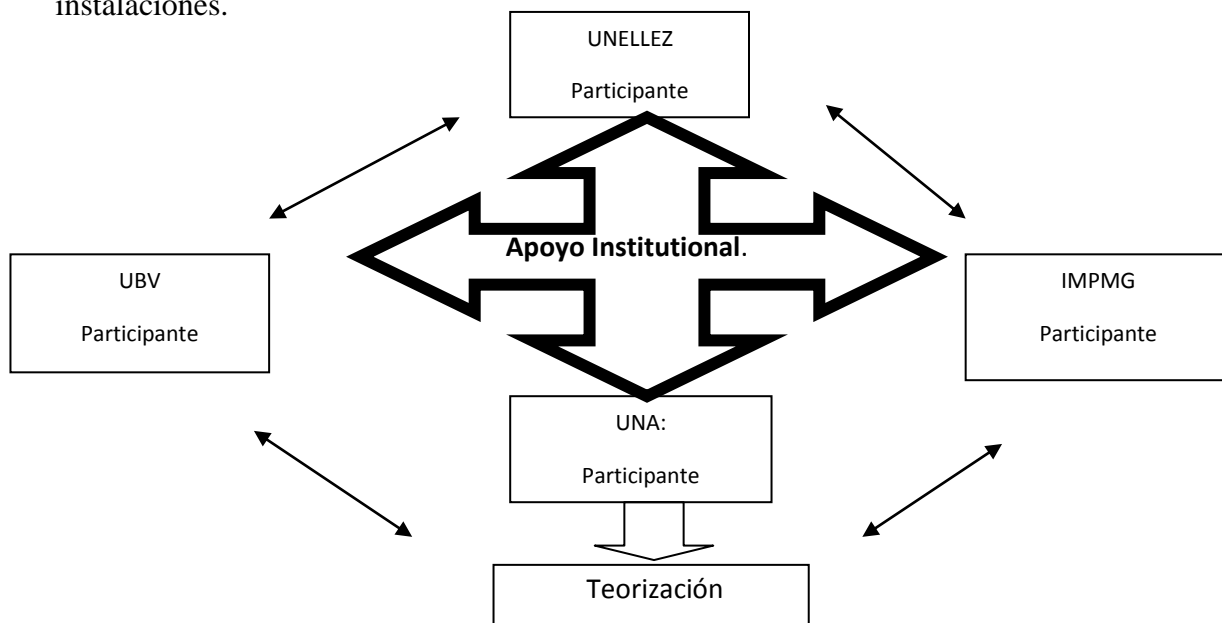 instalaciones.
UNELLEZ
Participante
Apoyo Institutional.
UBV
Participante
IMPMG
Participante
UNA:
Participante
Teorización